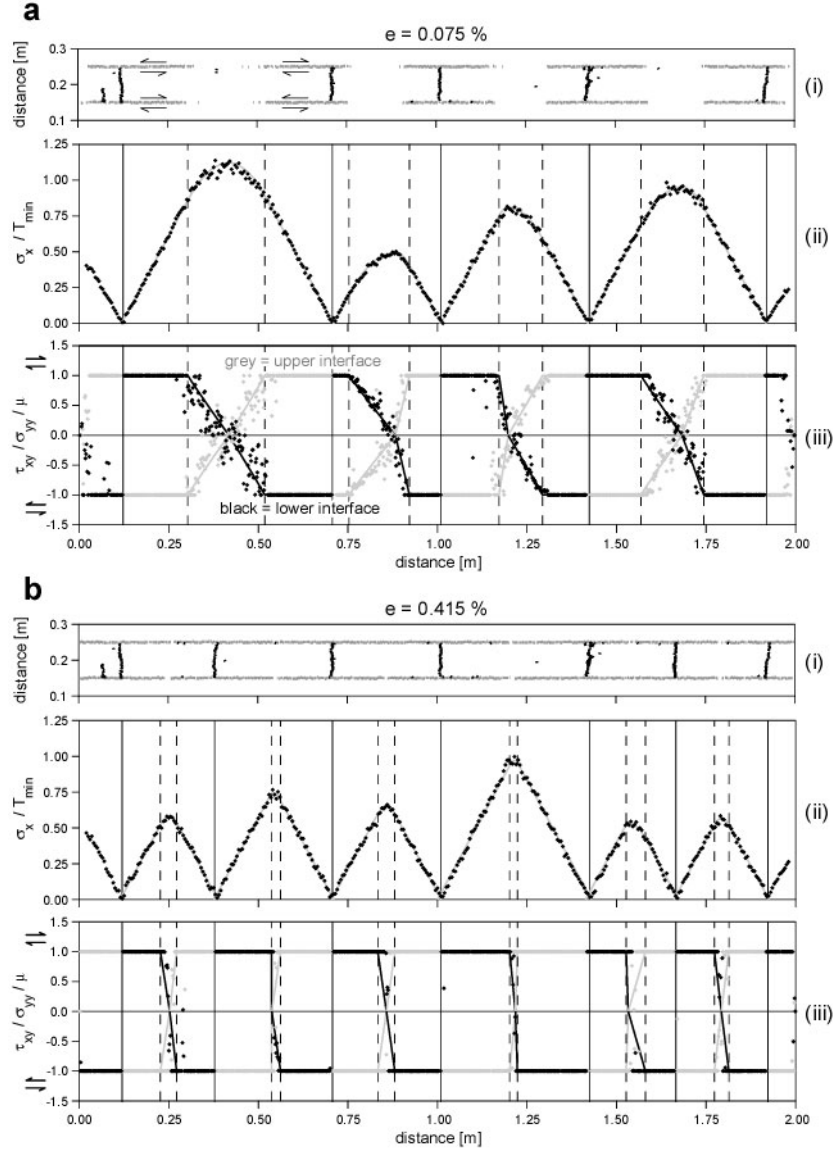 a
e = 0.075 %
distance [m]
0.3
0.2
0.1
(i)
σx / Tmin
1.25
1.00
0.75
0.50
0.25
0.00
(ii)
τxy / σyy / μ
1.5
1.0
0.5
0.0
-0.5
-1.0
-1.5
grey = upper interface
black = lower interface
(iii)
0.00 0.25 0.50 0.75 1.00 1.25 1.50 1.75 2.00
distance [m]
b
e = 0.415 %
distance [m]
0.3
0.2
0.1
(i)
σx / Tmin
1.25
1.00
0.75
0.50
0.25
0.00
(ii)
τxy / σyy / μ
1.5
1.0
0.5
0.0
-0.5
-1.0
-1.5
(iii)
0.00 0.25 0.50 0.75 1.00 1.25 1.50 1.75 2.00
distance [m]